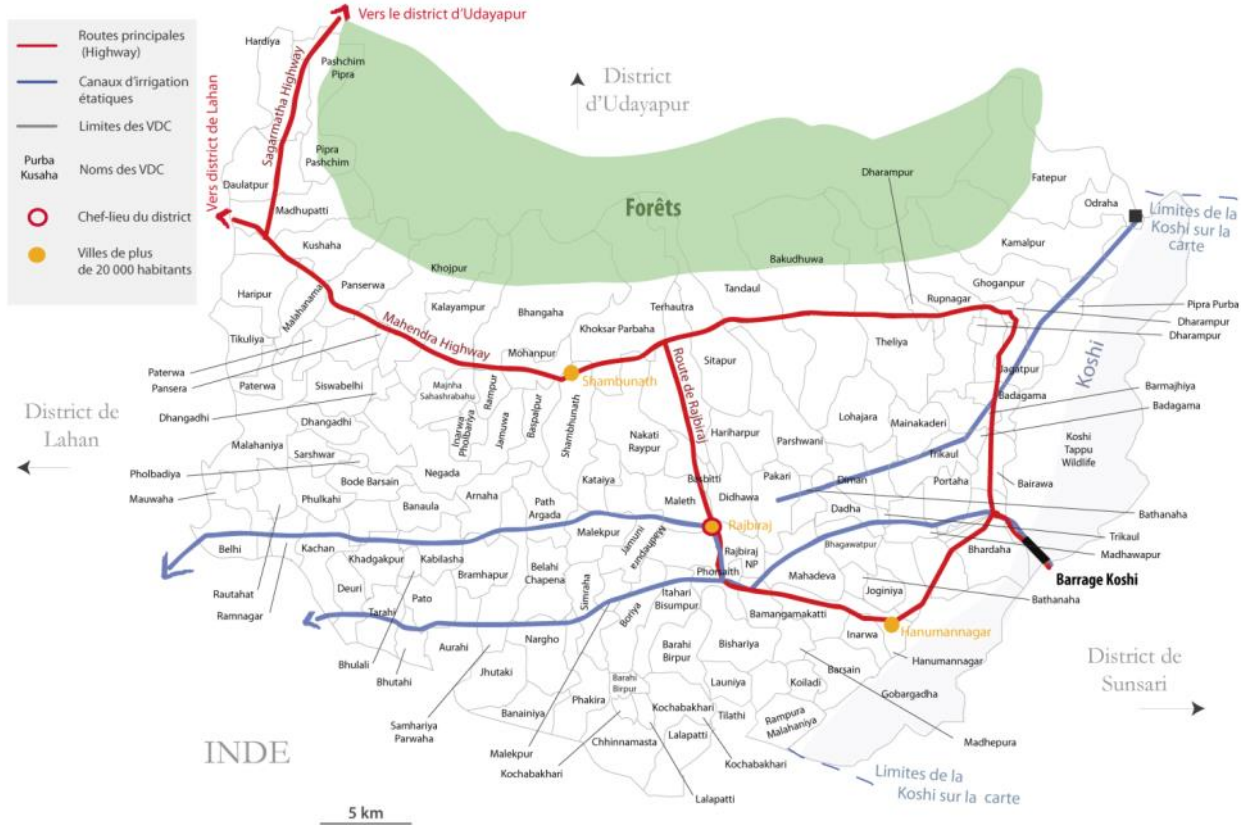 Routes principales
(Highway)
Canaux d'irrigation
étatiques
Limites des VDC
Purba
Kusaha
Noms des VDC
Chef-lieu du district
Villes de plus
de 20 000 habitants
Vers le district d'Udayapur
Vers district de Lahan
Sagarmatha Highway
Hardiya
Pashchim
Pipra
District
d'Udayapur
Pipra
Pashchim
Daulatpur
Madhupatti
Forêts
Dharampur
Fatepur
Odraha
Limites de la
Koshi sur la
carte
Kushaha
Kamalpur
Khojpur
Bakudhuwa
Panserwa
Haripur
Malahanama
Kalayampur
Bhangaha
Terhautra
Tandaul
Ghoganpur
Rupnagar
Pipra Purba
Dharampur
Dharampur
Mahendra Highway
Khoksar Parbaha
Tikuliya
Mohanpur
Sitapur
Theliya
Koshi
Paterwa
Pansera
Paterwa
Siswabelhi
Majnha
Sahashrabahu
Rampur
Shambunath
Route de Rajbiraj
Jagatpur
Badagama
Barmajhiya
Badagama
District de
Lahan
Dhangadhi
Dhangadhi
Inarwa
Pholbariya
Jamuwa
Baspalpur
Shambhunath
Lohajara
Mainakaderi
Malahaniya
Sarshwar
Nakati
Raypur
Hariharpur
Parshwani
Koshi
Tappu
Wildlife
Pholbadiya
Bode Barsain
Negada
Kataiya
Basbitti
Pakari
Diman
Trikaul
Portaha
Bairawa
Mauwaha
Phulkahi
Banaula
Arnaha
Path
Argada
Maleth
Didhawa
Dadha
Bathanaha
Malekpur
Jamuni
Madhepura
Rajbiraj
Trikaul
Belhi
Kachan
Khadgakpur
Kabilasha
Rajbiraj
NP
Bhagawatpur
Bhardaha
Madhawapur
Bramhapur
Belahi
Chapena
Simraha
Phorsaith
Mahadeva
Barrage Koshi
Rautahat
Deuri
Joginiya
Bathanaha
Ramnagar
Tarahi
Pato
Itahari
Bisumpur
Boriya
Bamangamakatti
Aurahi
Nargho
Inarwa
Hanumannagar
Bhulali
Bishariya
Hanumannagar
District de
Sunsari
Bhutahi
Jhutaki
Barahi
Birpur
Barsain
Barahi
Birpur
Launiya
Koiladi
Gobargadha
Samhariya
Parwaha
Banainiya
Phakira
Kochabakhari
Tilathi
Rampura
Malahaniya
INDE
Malekpur
Chhinnamasta
Lalapatti
Madhepura
Kochabakhari
Kochabakhari
Lalapatti
Limites de la
Koshi sur la carte
5 km